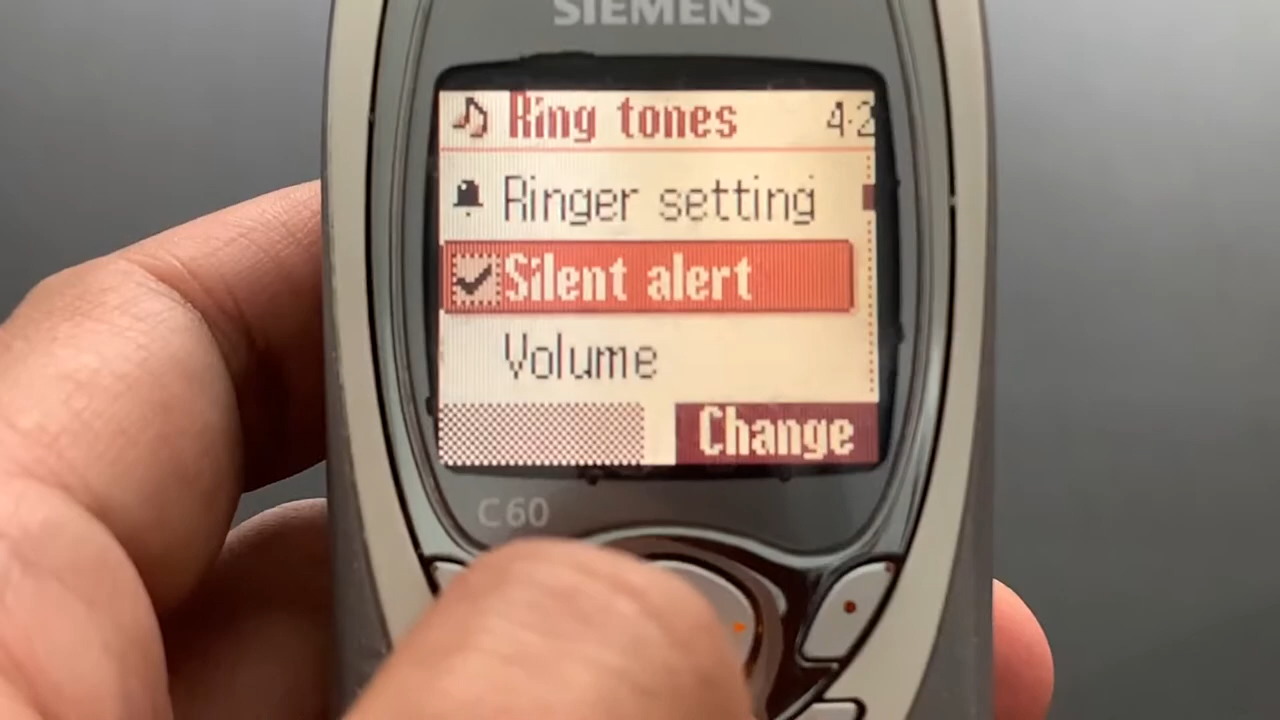 SIEMENS
Ring tones 4-2
Ringer setting
Silent alert
Volume
Change
C60